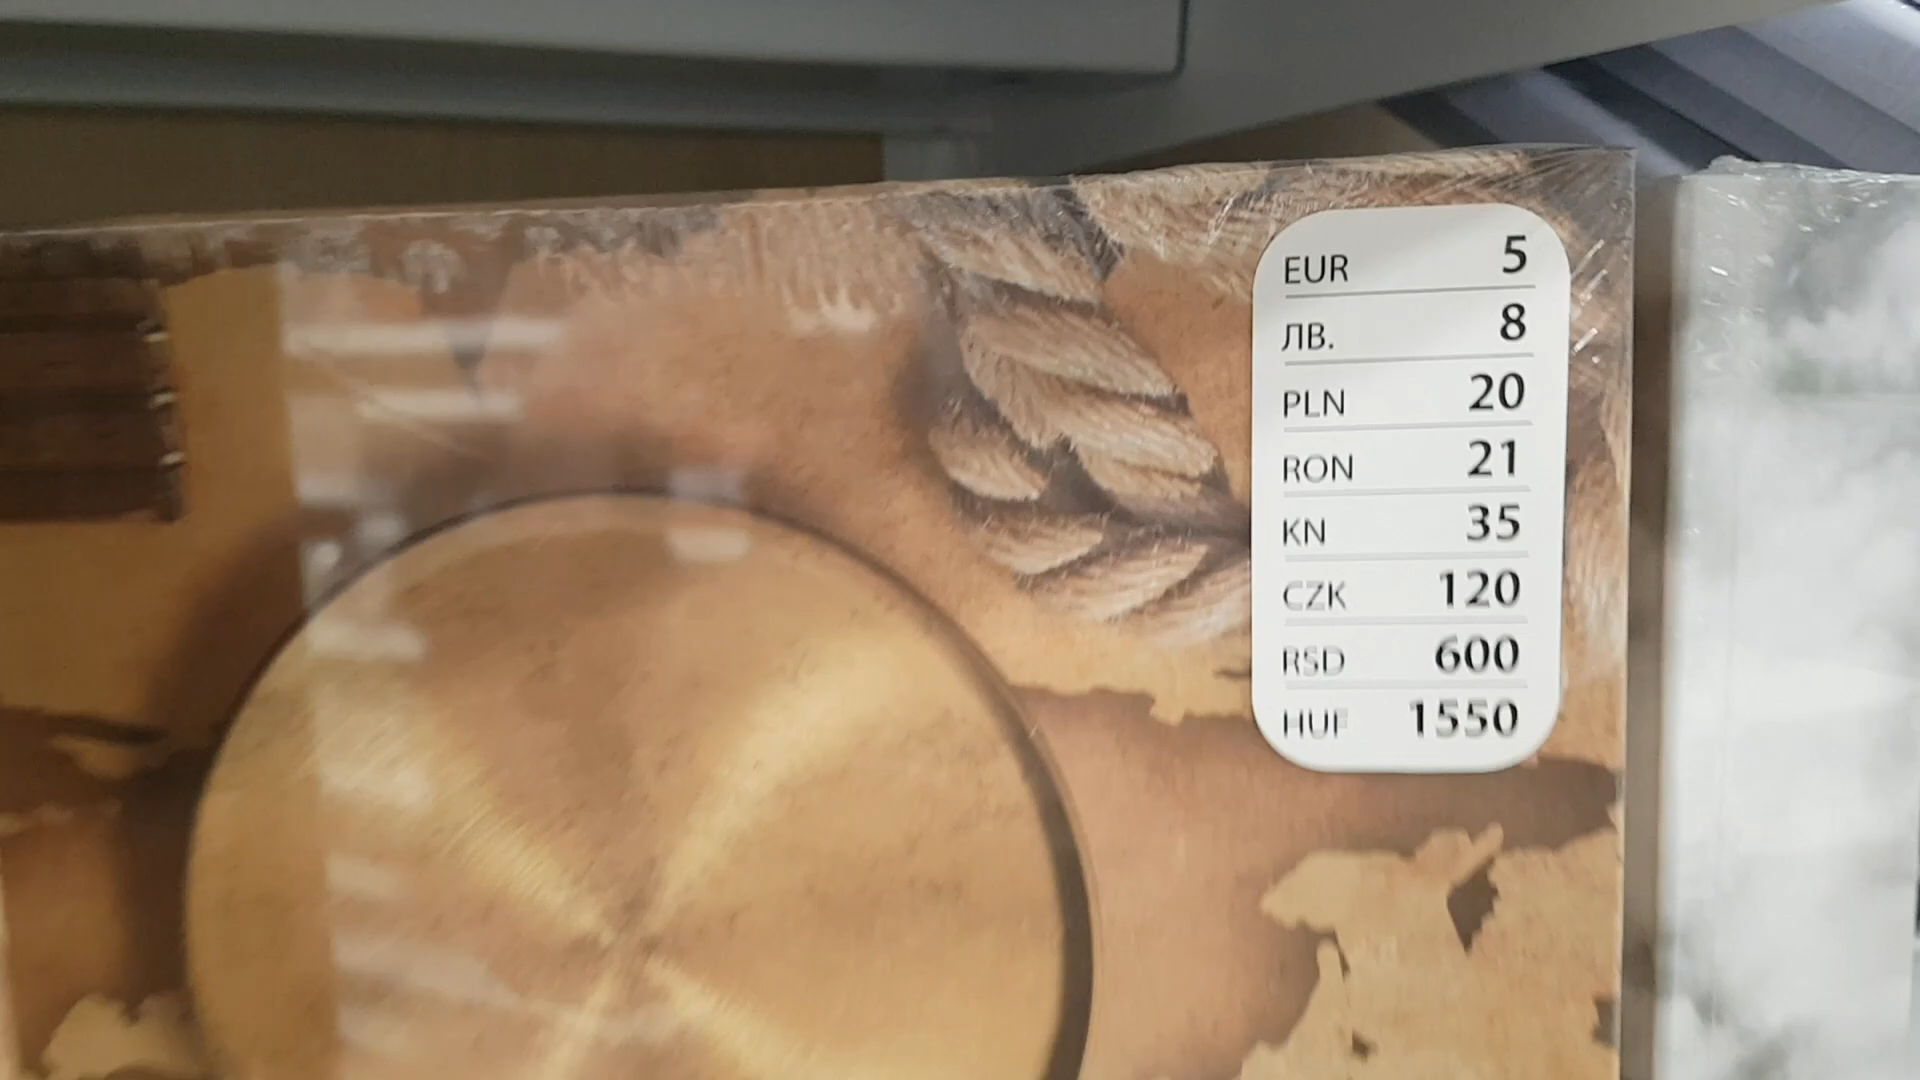 EUR 5
ЛВ. 8
PLN 20
RON 21
KN 35
CZK 120
RSD 600
HUF 1550